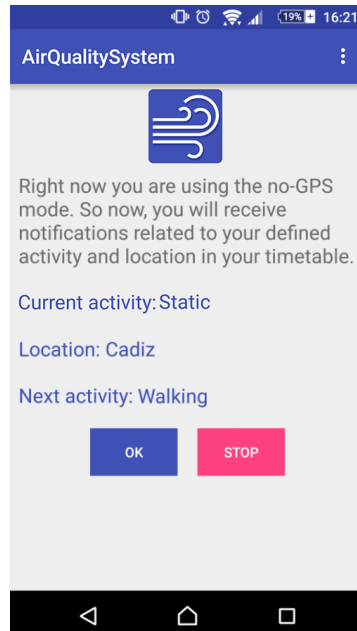 19% 16:21
AirQualitySystem
Right now you are using the no-GPS
mode. So now, you will receive
notifications related to your defined
activity and location in your timetable.
Current activity: Static
Location: Cadiz
Next activity: Walking
OK STOP